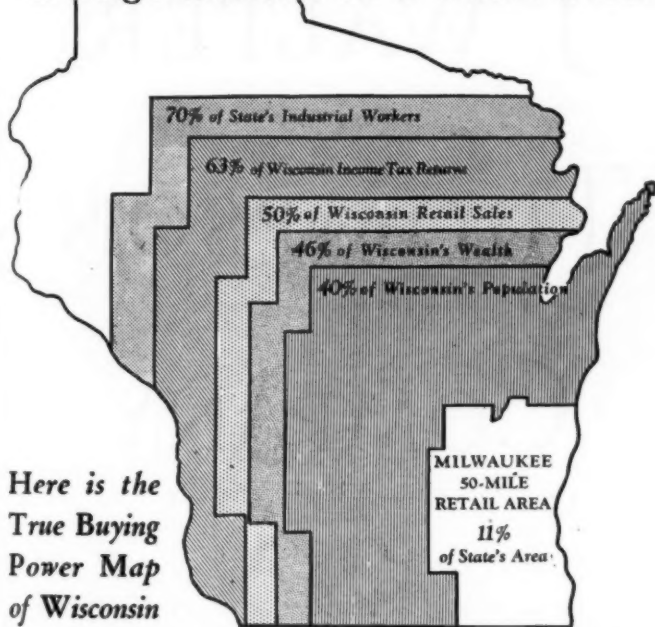 70% of State's Industrial Workers
63% of Wisconsin Income Tax Returns
50% of Wisconsin Retail Sales
46% of Wisconsin's Wealth
40% of Wisconsin's Population
MILWAUKEE
50-MILE
RETAIL AREA
11%
of State's Area
Here is the
True Buying
Power Map
of Wisconsin